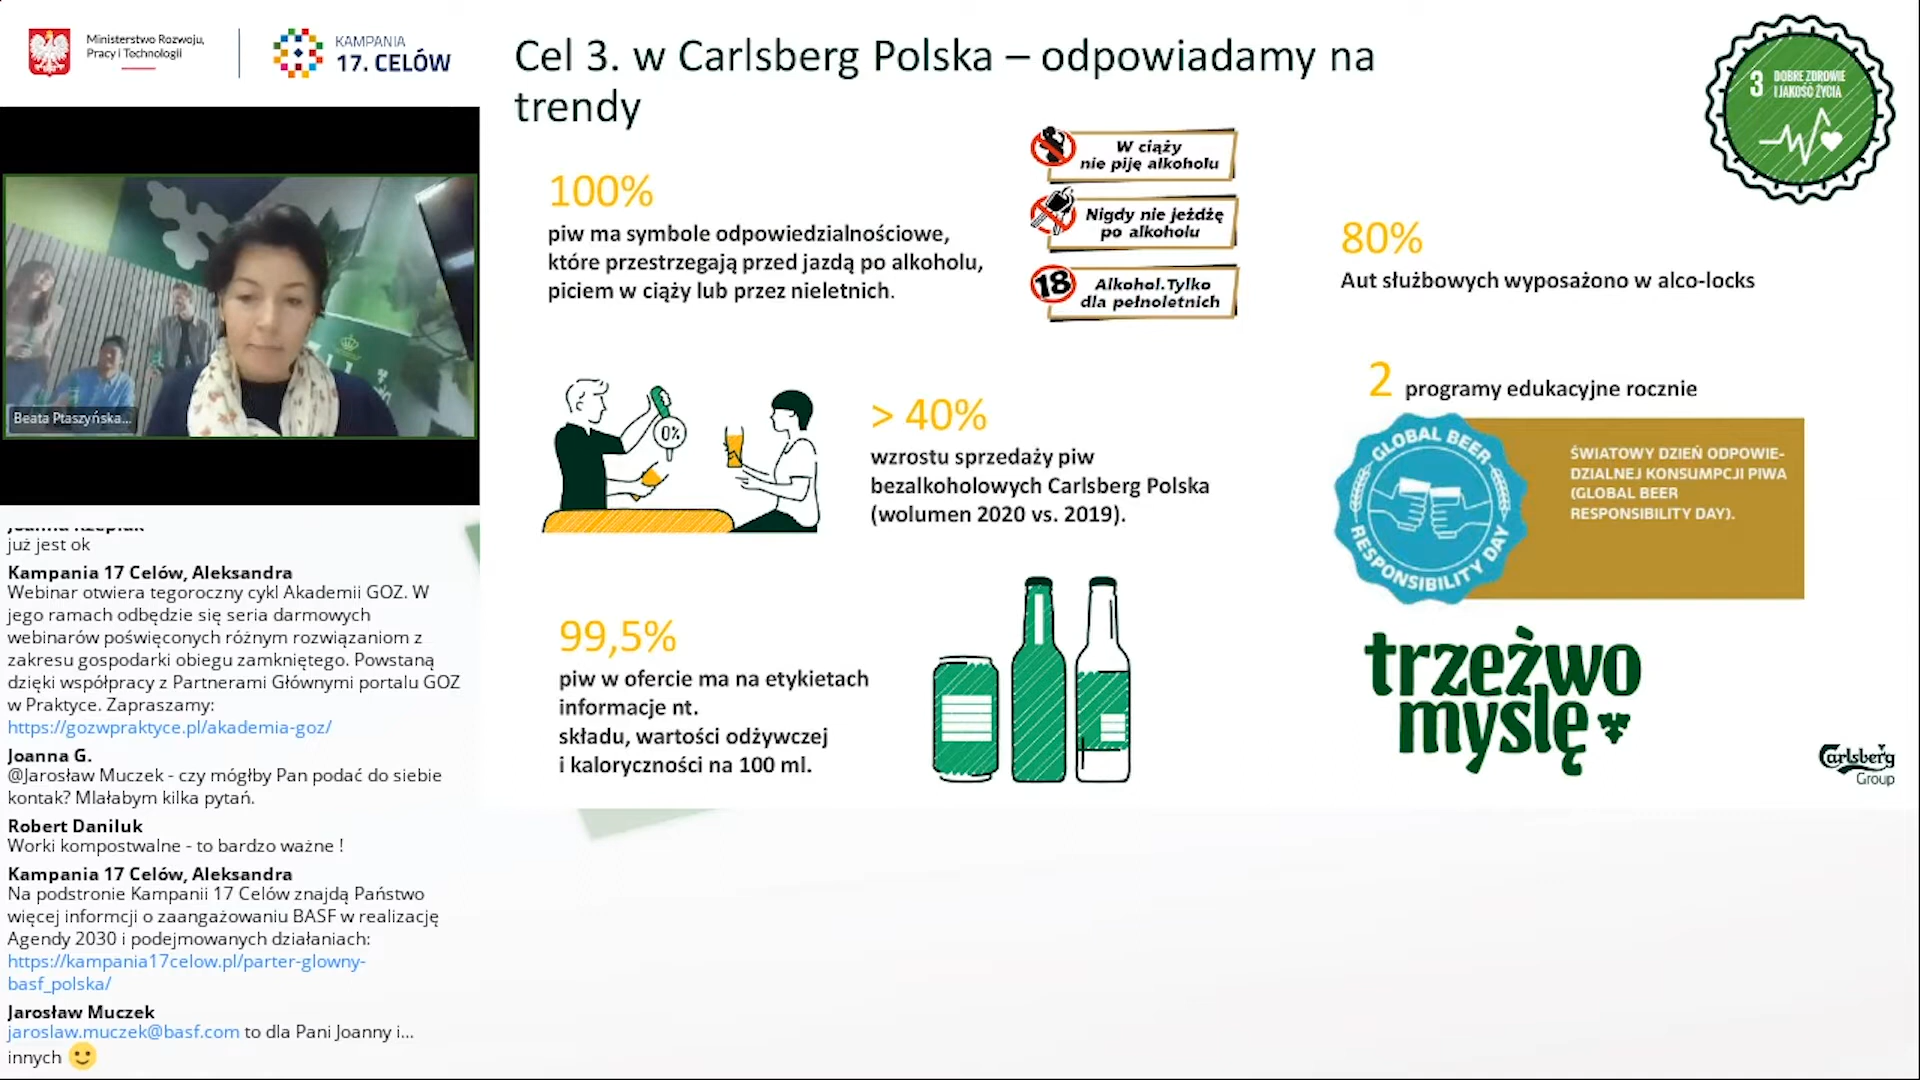 Ministerstwo Rozwoju,
Pracy i Technologii
KAMPANIA
17. CELÓW
Cel 3. w Carlsberg Polska – odpowiadamy na
trendy
3 DOBRE ZDROWIE
I JAKOŚĆ ŻYCIA
100%
piw ma symbole odpowiedzialnościowe,
które przestrzegają przed jazdą po alkoholu,
piciem w ciąży lub przez nieletnich.
W ciąży
nie piję alkoholu
Nigdy nie jeżdżę
po alkoholu
18
Alkohol.Tylko
dla pełnoletnich
80%
Aut służbowych wyposażono w alco-locks
2 programy edukacyjne rocznie
GLOBAL BEER
RESPONSIBILITY DAY
ŚWIATOWY DZIEŃ ODPOWIE-
DZIALNEJ KONSUMPCJI PIWA
(GLOBAL BEER
RESPONSIBILITY DAY).
0%
> 40%
wzrostu sprzedaży piw
bezalkoholowych Carlsberg Polska
(wolumen 2020 vs. 2019).
99,5%
piw w ofercie ma na etykietach
informacje nt.
składu, wartości odżywczej
i kaloryczności na 100 ml.
trzeźwo
myślę
Carlsberg
Group
Beata Ptaszyńska...
już jest ok
Kampania 17 Celów, Aleksandra
Webinar otwiera tegoroczny cykl Akademii GOZ. W
jego ramach odbędzie się seria darmowych
webinarów poświęconych różnym rozwiązaniom z
zakresu gospodarki obiegu zamkniętego. Powstaną
dzięki współpracy z Partnerami Głównymi portalu GOZ
w Praktyce. Zapraszamy:
https://gozwpraktyce.pl/akademia-goz/
Joanna G.
@Jarosław Muczek - czy mógłby Pan podać do siebie
kontak? Mlałabym kilka pytań.
Robert Daniluk
Worki kompostwalne - to bardzo ważne !
Kampania 17 Celów, Aleksandra
Na podstronie Kampanii 17 Celów znajdą Państwo
więcej informcji o zaangażowaniu BASF w realizację
Agendy 2030 i podejmowanych działaniach:
https://kampania17celow.pl/parter-glowny-
basf_polska/
Jarosław Muczek
jaroslaw.muczek@basf.com to dla Pani Joanny i...
innych 🙂